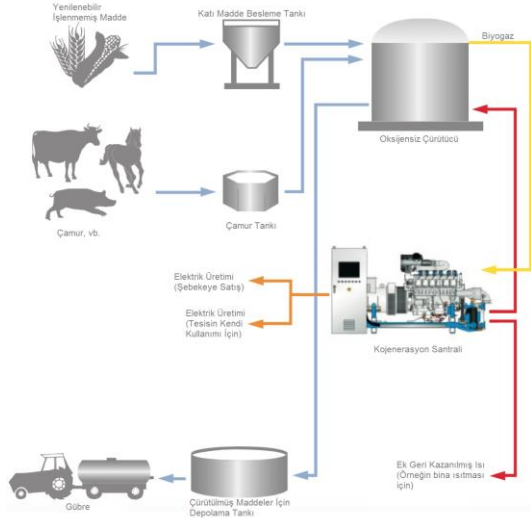 Yenilenebilir
İşlenmemiş Madde
Katı Madde Besleme Tankı
Biyogaz
Oksijensiz Çürütücü
Çamur, vb.
Çamur Tankı
Elektrik Üretimi
(Şebekeye Satış)
Elektrik Üretimi
(Tesisin Kendi
Kullanımı İçin)
Kojenerasyon Santrali
Ek Geri Kazanılmış Isı
(Örneğin bina ısıtması
için)
Gübre
Çürütülmüş Maddeler İçin
Depolama Tankı